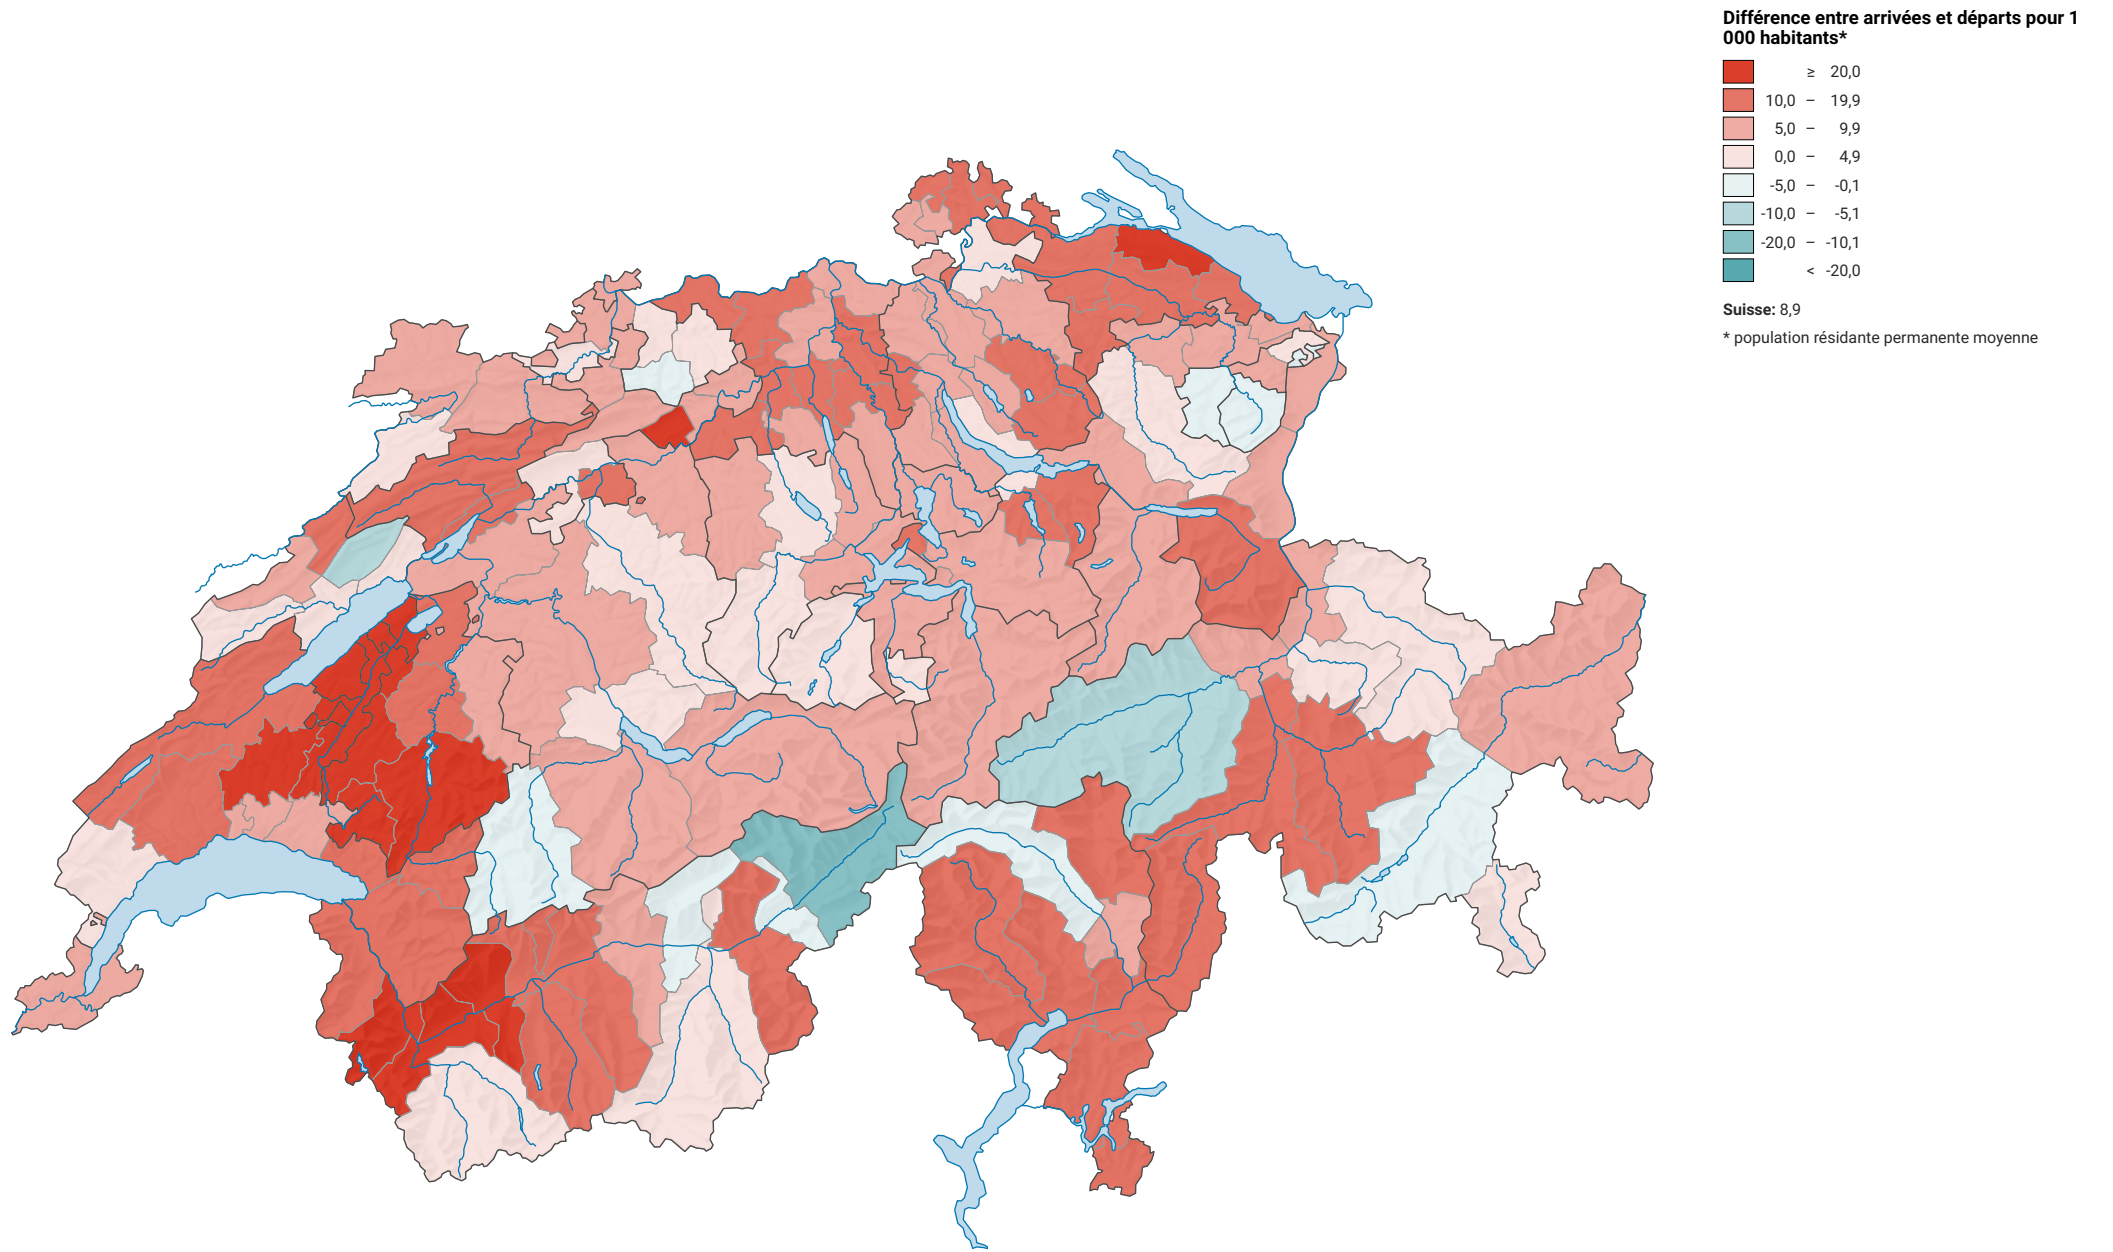 Différence entre arrivées et départs pour 1
000 habitants*
≥ 20,0
10,0 – 19,9
5,0 – 9,9
0,0 – 4,9
-5,0 – -0,1
-10,0 – -5,1
-20,0 – -10,1
< -20,0
Suisse: 8,9
* population résidante permanente moyenne